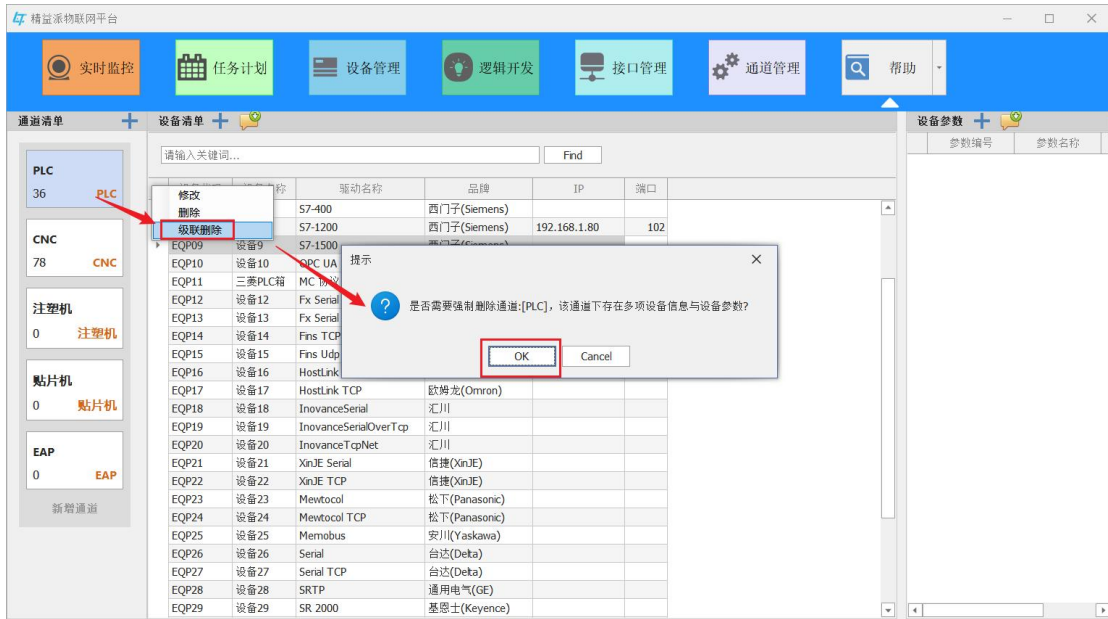 精益派物联网平台
实时监控 任务计划 设备管理 逻辑开发 接口管理 通道管理 帮助
通道清单 设备清单 设备参数
请输入关键词... Find
参数编号 参数名称
PLC
36 PLC
CNC
78 CNC
注塑机
0 注塑机
贴片机
0 贴片机
EAP
0 EAP
新增通道
修改
删除
级联删除
驱动名称 品牌 IP 端口
S7-400 西门子(Siemens)
S7-1200 西门子(Siemens) 192.168.1.80 102
EQP09 设备9 S7-1500 西门子(Siemens)
EQP10 设备10 OPC UA
EQP11 三菱PLC箱 MC 协议
EQP12 设备12 Fx Serial
EQP13 设备13 Fx Serial
EQP14 设备14 Fins TCP
EQP15 设备15 Fins Udp
EQP16 设备16 HostLink
EQP17 设备17 HostLink TCP 欧姆龙(Omron)
EQP18 设备18 InovanceSerial 汇川
EQP19 设备19 InovanceSerialOverTcp 汇川
EQP20 设备20 InovanceTcpNet 汇川
EQP21 设备21 XinJE Serial 信捷(XinJE)
EQP22 设备22 XinJE TCP 信捷(XinJE)
EQP23 设备23 Mewtocol 松下(Panasonic)
EQP24 设备24 Mewtocol TCP 松下(Panasonic)
EQP25 设备25 Memobus 安川(Yaskawa)
EQP26 设备26 Serial 台达(Delta)
EQP27 设备27 Serial TCP 台达(Delta)
EQP28 设备28 SRTP 通用电气(GE)
EQP29 设备29 SR 2000 基恩士(Keyence)
提示
是否需要强制删除通道:[PLC], 该通道下存在多项设备信息与设备参数?
OK Cancel